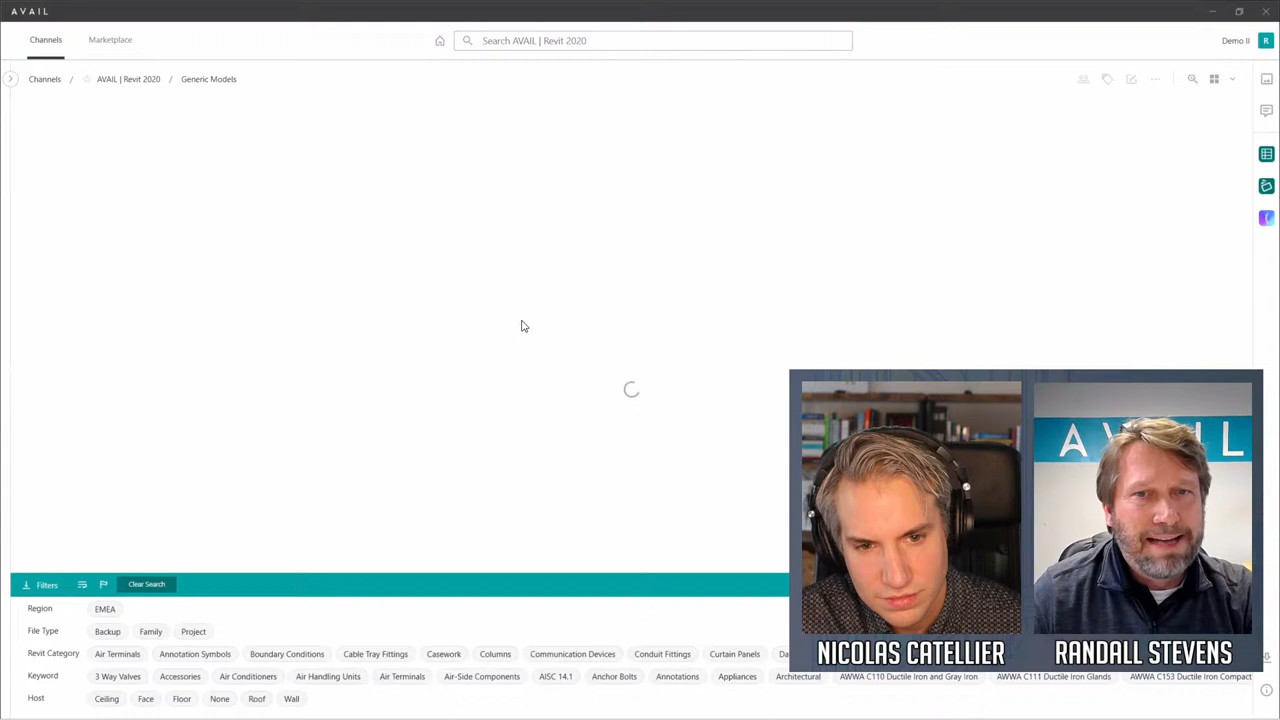 AVAIL
Channels Marketplace Search AVAIL | Revit 2020 Demo II R
Channels / AVAIL | Revit 2020 / Generic Models
Filters Clear Search
Region EMEA
File Type Backup Family Project
Revit Category Air Terminals Annotation Symbols Boundary Conditions Cable Tray Fittings Casework Columns Communication Devices Conduit Fittings Curtain Panels
Keyword 3 Way Valves Accessories Air Conditioners Air Handling Units Air Terminals Air-Side Components AISC 14.1 Anchor Bolts Annotations Appliances Architectural AWWA C110 Ductile Iron and Gray Iron AWWA C111 Ductile Iron Glands AWWA C153 Ductile Iron Compact
Host Ceiling Face Floor None Roof Wall
AVAIL
NICOLAS CATELLIER RANDALL STEVENS